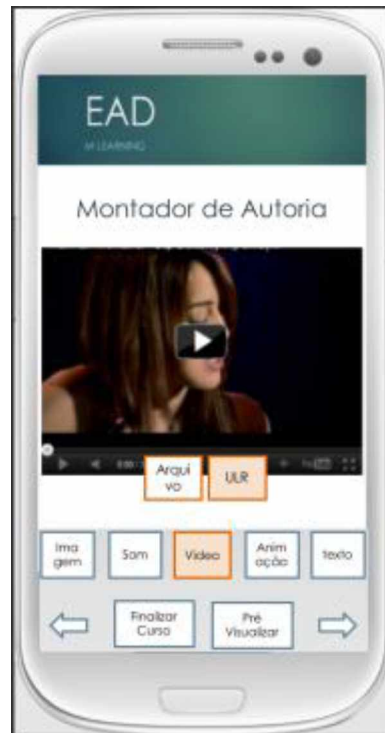 EAD
M LEARNING
Montador de Autoria
Arqui
vo
ULR
Ima
gem
Som
Video
Anim
ação
texto
Finalizar
Curso
Pré
Visualizar